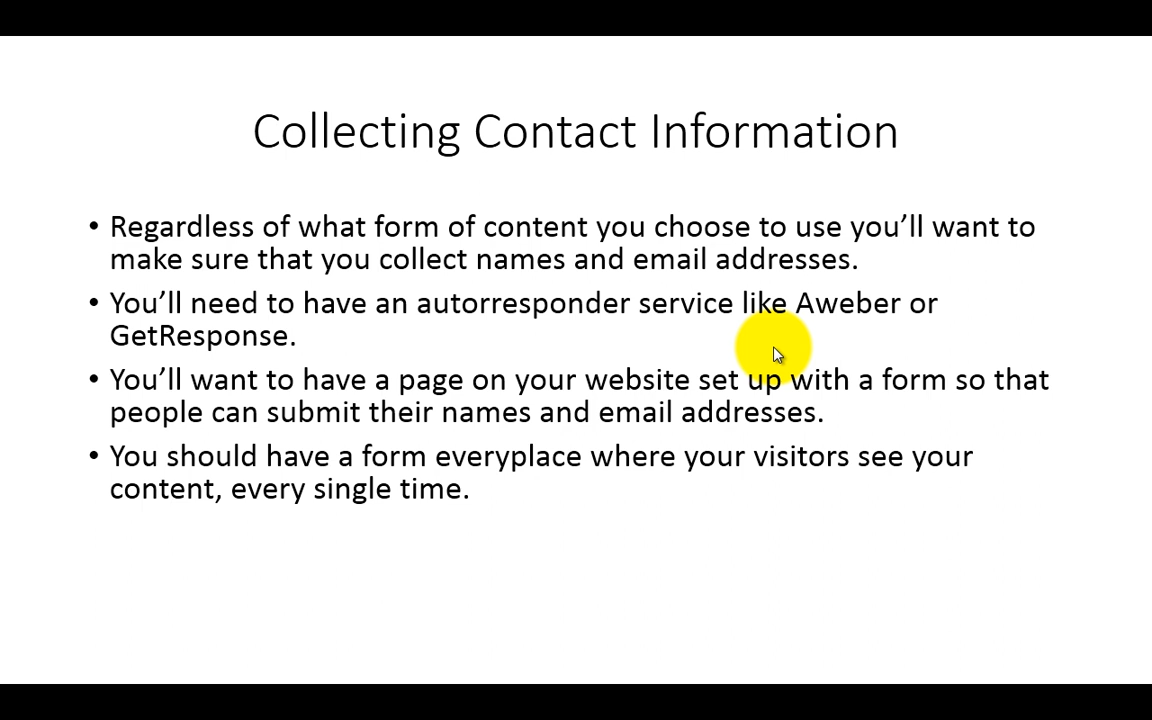 Collecting Contact Information
• Regardless of what form of content you choose to use you’ll want to
make sure that you collect names and email addresses.
• You’ll need to have an autorresponder service like Aweber or
GetResponse.
• You’ll want to have a page on your website set up with a form so that
people can submit their names and email addresses.
• You should have a form everyplace where your visitors see your
content, every single time.